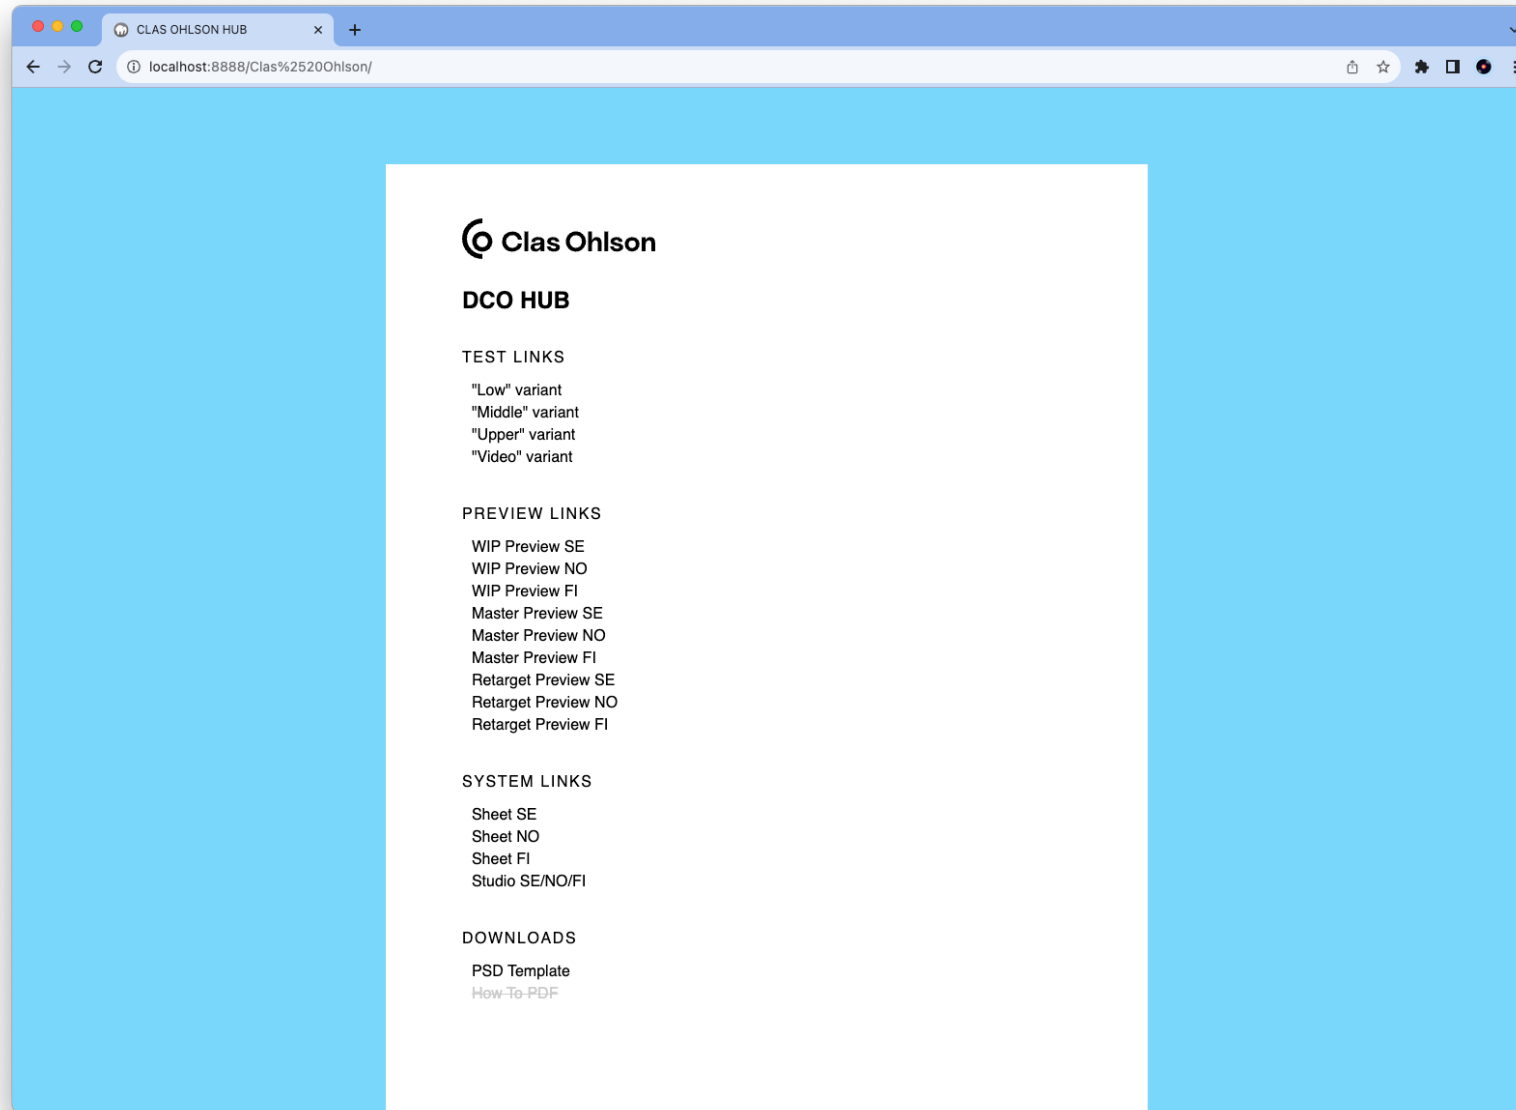 CLAS OHLSON HUB
localhost:8888/Clas%2520Ohlson/
Clas Ohlson
DCO HUB
TEST LINKS
"Low" variant
"Middle" variant
"Upper" variant
"Video" variant
PREVIEW LINKS
WIP Preview SE
WIP Preview NO
WIP Preview FI
Master Preview SE
Master Preview NO
Master Preview FI
Retarget Preview SE
Retarget Preview NO
Retarget Preview FI
SYSTEM LINKS
Sheet SE
Sheet NO
Sheet FI
Studio SE/NO/FI
DOWNLOADS
PSD Template
How To PDF